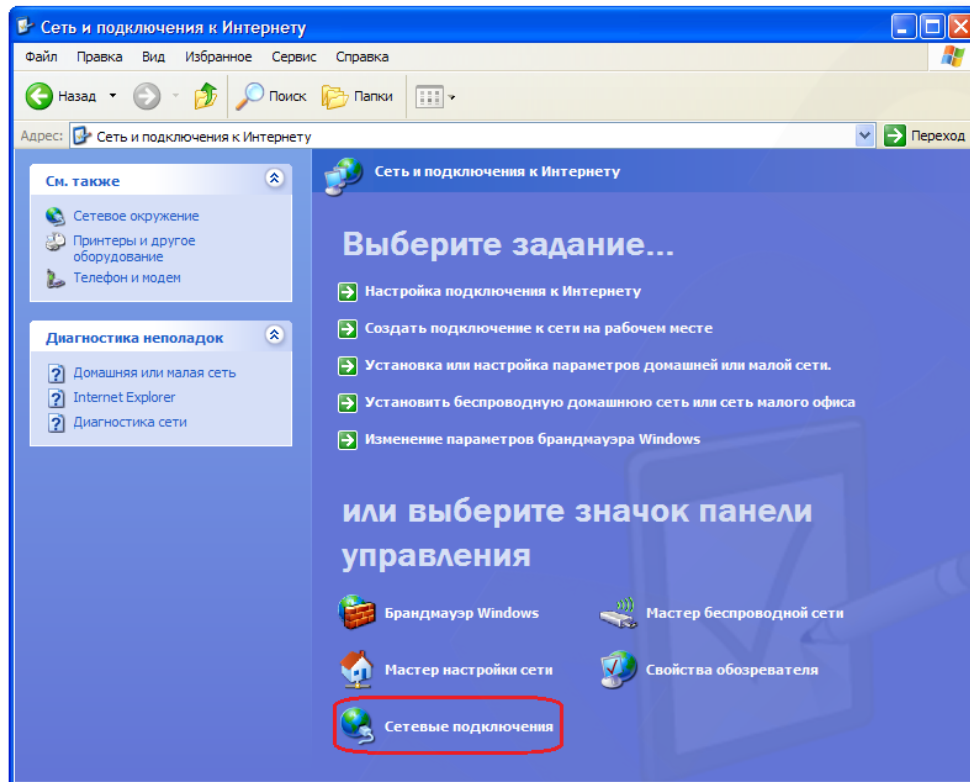 Сеть и подключения к Интернету
Файл Правка Вид Избранное Сервис Справка
Назад Поиск Папки
Адрес: Сеть и подключения к Интернету Переход
См. также
Сетевое окружение
Принтеры и другое
оборудование
Телефон и модем
Диагностика неполадок
Домашняя или малая сеть
Internet Explorer
Диагностика сети
Сеть и подключения к Интернету
Выберите задание...
Настройка подключения к Интернету
Создать подключение к сети на рабочем месте
Установка или настройка параметров домашней или малой сети.
Установить беспроводную домашнюю сеть или сеть малого офиса
Изменение параметров брандмауэра Windows
или выберите значок панели
управления
Брандмауэр Windows Мастер беспроводной сети
Мастер настройки сети Свойства обозревателя
Сетевые подключения